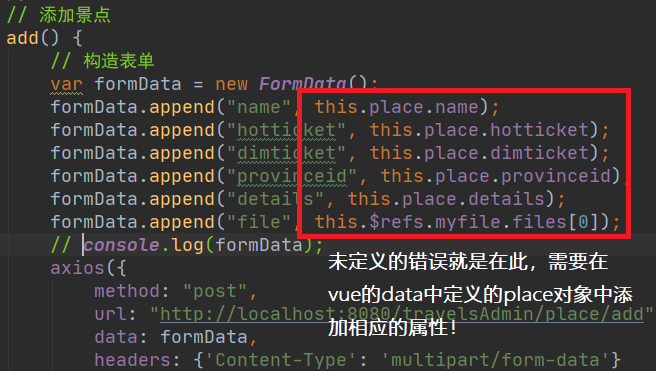 // 添加景点
add() {
// 构造表单
var formData = new FormData();
formData.append("name", this.place.name);
formData.append("hotticket", this.place.hotticket);
formData.append("dimticket", this.place.dimticket);
formData.append("provinceid", this.place.provinceid)
formData.append("details", this.place.details);
formData.append("file", this.$refs.myfile.files[0]);
// console.log(formData);
axios({
method: "post",
url: "http://localhost:8080/travelsAdmin/place/add"
data: formData,
headers: {'Content-Type': 'multipart/form-data'}
未定义的错误就是在此，需要在
vue的data中定义的place对象中添
加相应的属性！